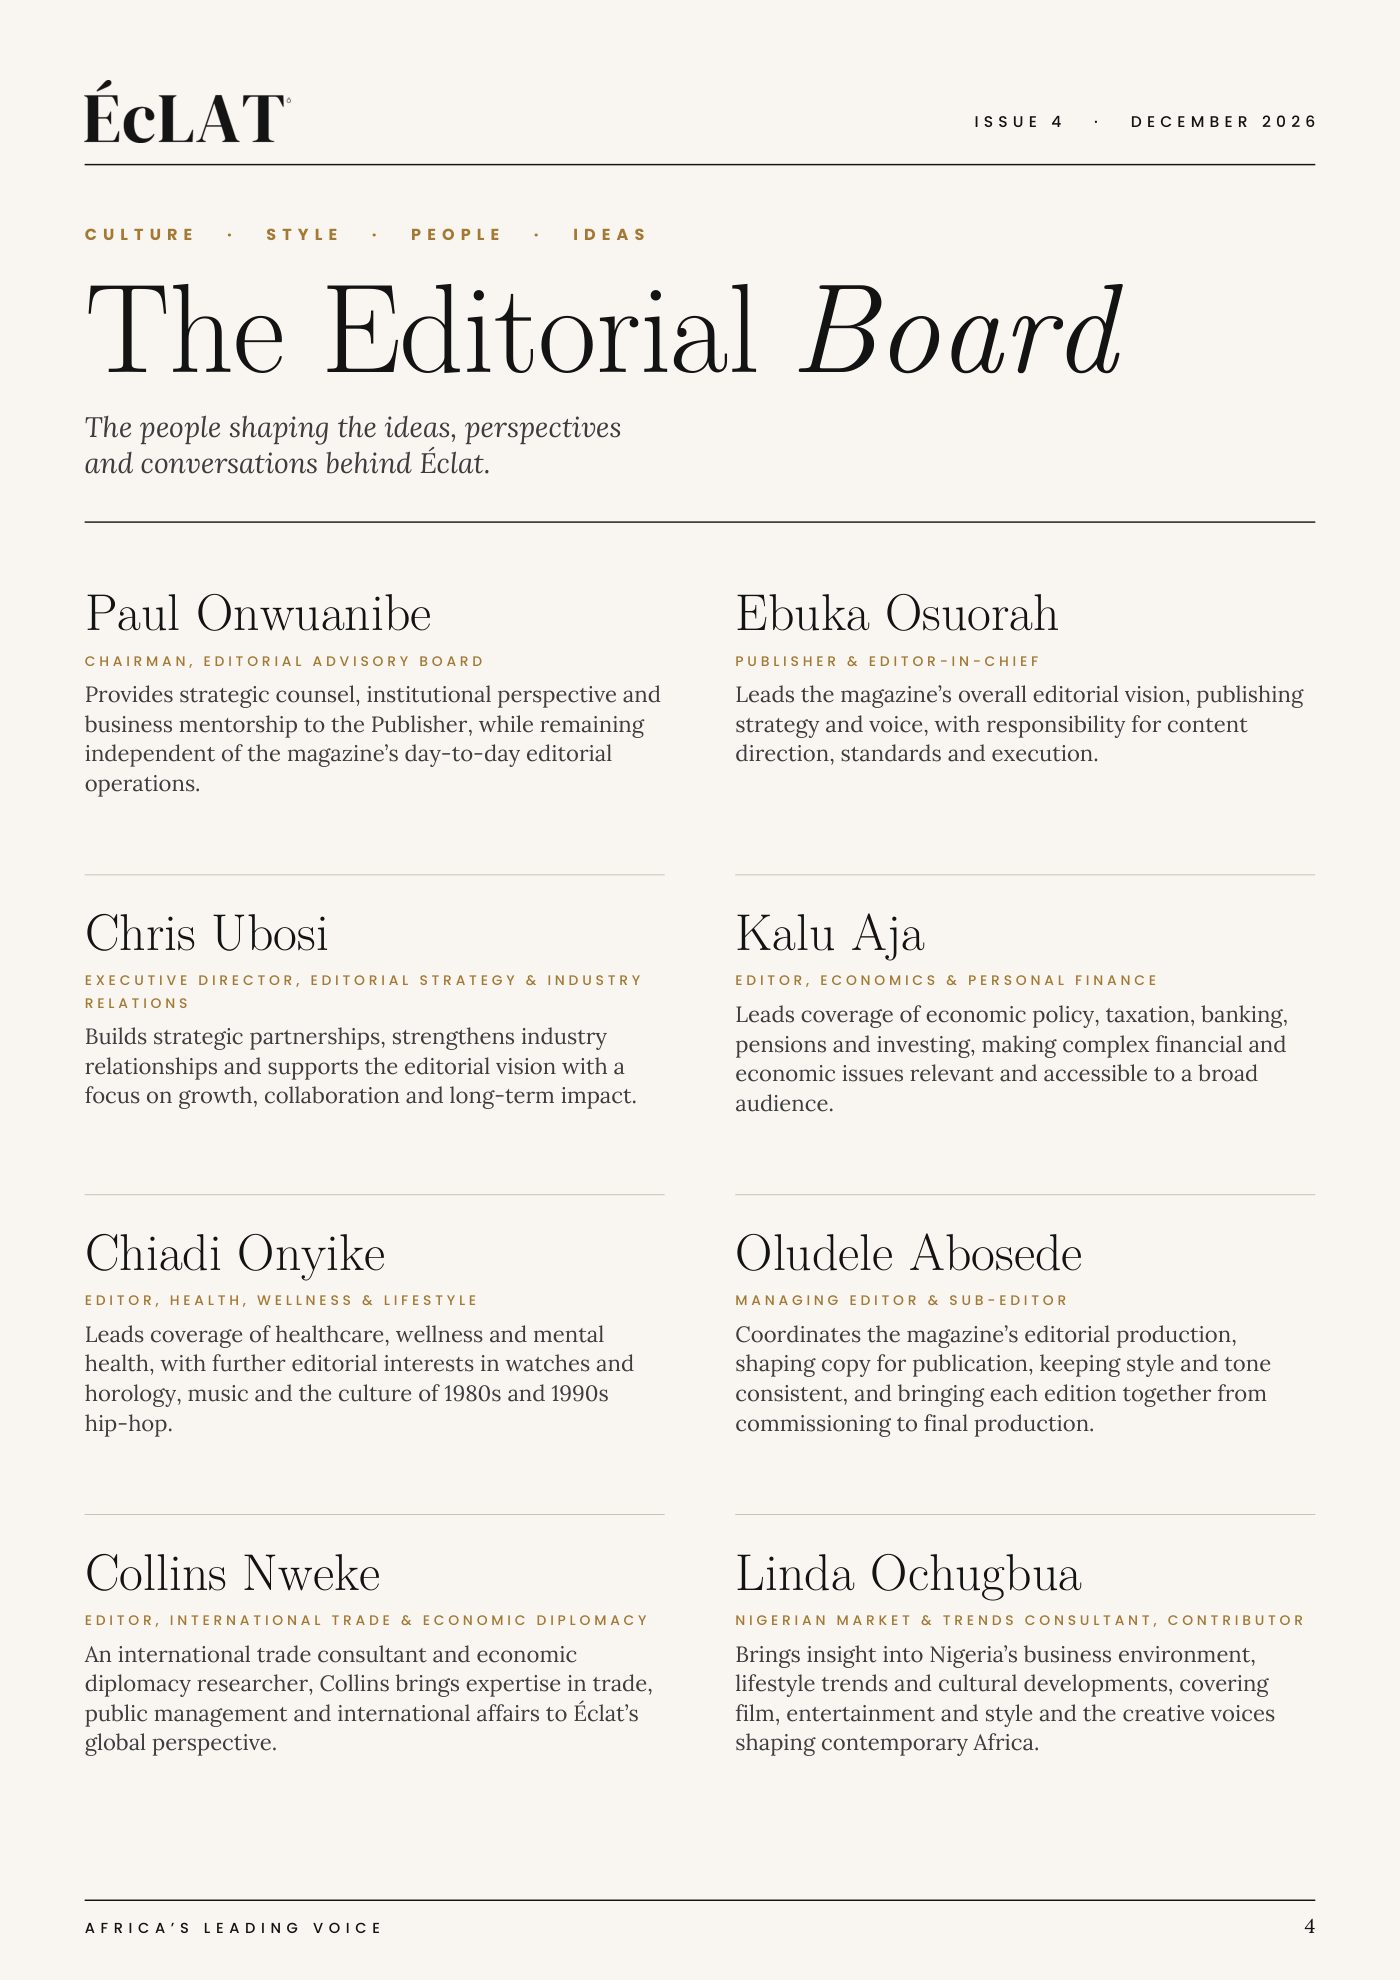 ÉcLAT
ISSUE 4 · DECEMBER 2026
CULTURE · STYLE · PEOPLE · IDEAS
The Editorial Board
The people shaping the ideas, perspectives
and conversations behind Éclat.
Paul Onwuanibe
CHAIRMAN, EDITORIAL ADVISORY BOARD
Provides strategic counsel, institutional perspective and
business mentorship to the Publisher, while remaining
independent of the magazine’s day-to-day editorial
operations.
Ebuka Osuorah
PUBLISHER & EDITOR-IN-CHIEF
Leads the magazine’s overall editorial vision, publishing
strategy and voice, with responsibility for content
direction, standards and execution.
Chris Ubosi
EXECUTIVE DIRECTOR, EDITORIAL STRATEGY & INDUSTRY
RELATIONS
Builds strategic partnerships, strengthens industry
relationships and supports the editorial vision with a
focus on growth, collaboration and long-term impact.
Kalu Aja
EDITOR, ECONOMICS & PERSONAL FINANCE
Leads coverage of economic policy, taxation, banking,
pensions and investing, making complex financial and
economic issues relevant and accessible to a broad
audience.
Chiadi Onyike
EDITOR, HEALTH, WELLNESS & LIFESTYLE
Leads coverage of healthcare, wellness and mental
health, with further editorial interests in watches and
horology, music and the culture of 1980s and 1990s
hip-hop.
Oludele Abosede
MANAGING EDITOR & SUB-EDITOR
Coordinates the magazine’s editorial production,
shaping copy for publication, keeping style and tone
consistent, and bringing each edition together from
commissioning to final production.
Collins Nweke
EDITOR, INTERNATIONAL TRADE & ECONOMIC DIPLOMACY
An international trade consultant and economic
diplomacy researcher, Collins brings expertise in trade,
public management and international affairs to Éclat’s
global perspective.
Linda Ochugbua
NIGERIAN MARKET & TRENDS CONSULTANT, CONTRIBUTOR
Brings insight into Nigeria’s business environment,
lifestyle trends and cultural developments, covering
film, entertainment and style and the creative voices
shaping contemporary Africa.
AFRICA’S LEADING VOICE
4